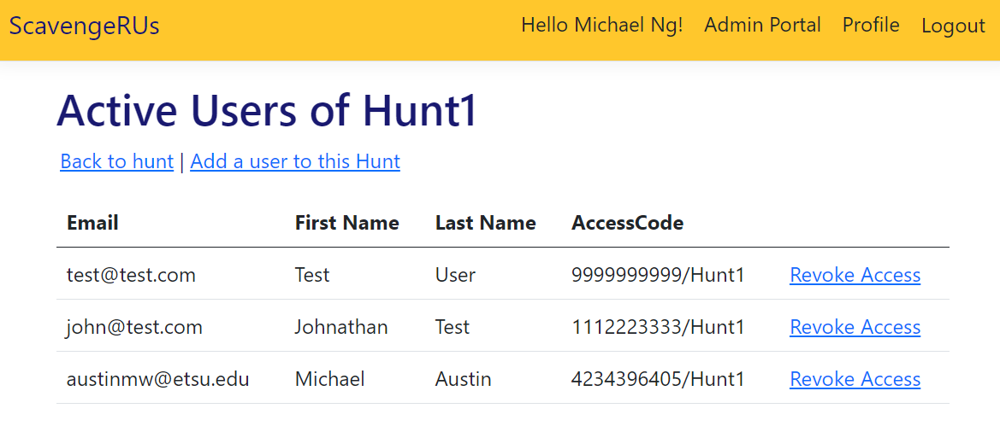 ScavengeRUs Hello Michael Ng! Admin Portal Profile Logout
Active Users of Hunt1
Back to hunt | Add a user to this Hunt
Email First Name Last Name AccessCode
test@test.com Test User 9999999999/Hunt1 Revoke Access
john@test.com Johnathan Test 1112223333/Hunt1 Revoke Access
austinmw@etsu.edu Michael Austin 4234396405/Hunt1 Revoke Access